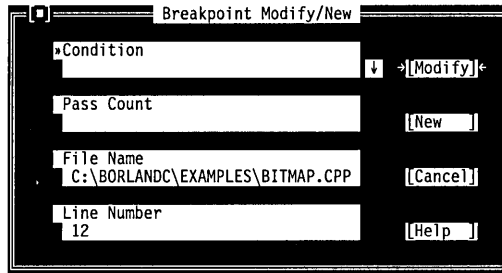 [■] Breakpoint Modify/New
»Condition
↓ →[Modify]←
Pass Count
[New ]
File Name
C:\BORLANDC\EXAMPLES\BITMAP.CPP [Cancel]
Line Number
12 [Help ]